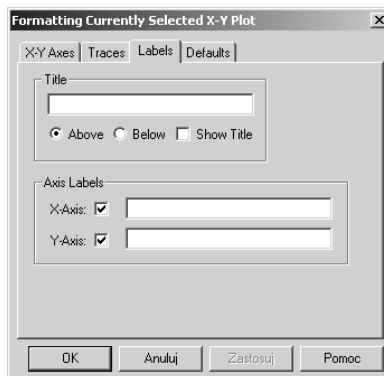 Formatting Currently Selected X-Y Plot
X-Y Axes Traces Labels Defaults
Title
Above Below Show Title
Axis Labels
X-Axis:
Y-Axis:
OK Anuluj Zastosuj Pomoc